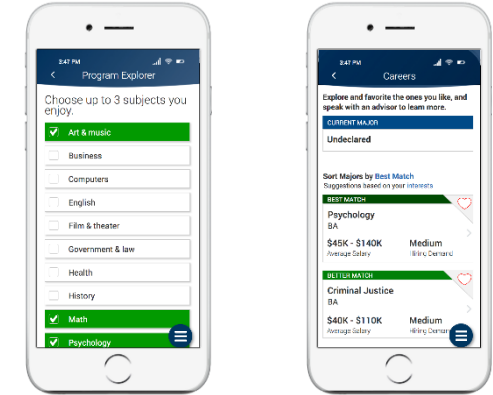 3:47 PM
Program Explorer
Choose up to 3 subjects you
enjoy.
Art & music
Business
Computers
English
Film & theater
Government & law
Health
History
Math
Psychology
3:47 PM
Careers
Explore and favorite the ones you like, and
speak with an advisor to learn more.
CURRENT MAJOR
Undeclared
Sort Majors by Best Match
Suggestions based on your interests
BEST MATCH
Psychology
BA
$45K - $140K Medium
Average Salary Hiring Demand
BETTER MATCH
Criminal Justice
BA
$40K - $110K Medium
Average Salary Hiring Deman